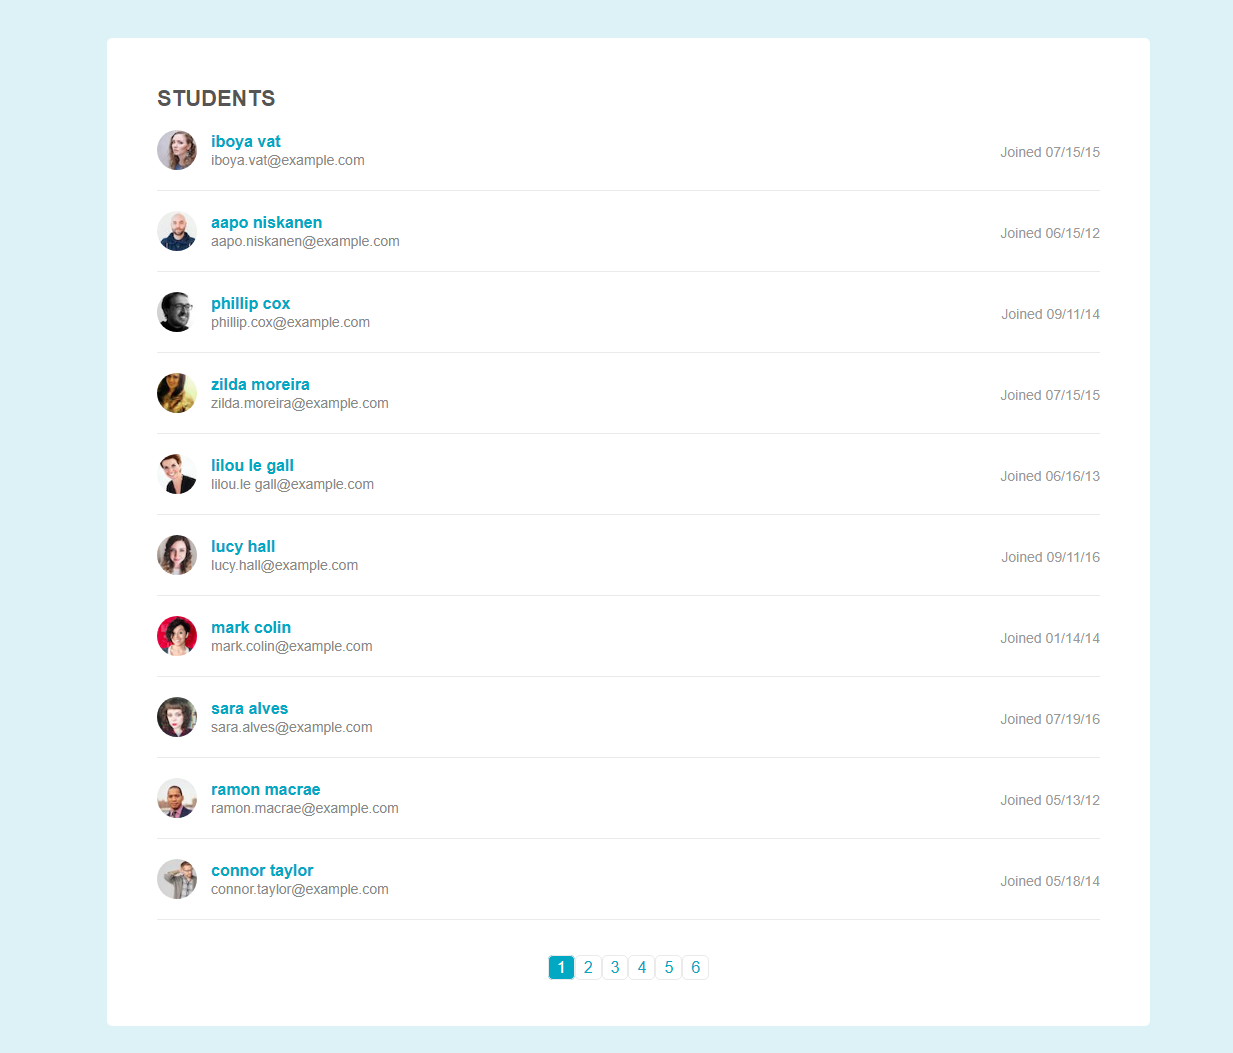 STUDENTS
iboya vat
iboya.vat@example.com
Joined 07/15/15
aapo niskanen
aapo.niskanen@example.com
Joined 06/15/12
phillip cox
phillip.cox@example.com
Joined 09/11/14
zilda moreira
zilda.moreira@example.com
Joined 07/15/15
lilou le gall
lilou.le gall@example.com
Joined 06/16/13
lucy hall
lucy.hall@example.com
Joined 09/11/16
mark colin
mark.colin@example.com
Joined 01/14/14
sara alves
sara.alves@example.com
Joined 07/19/16
ramon macrae
ramon.macrae@example.com
Joined 05/13/12
connor taylor
connor.taylor@example.com
Joined 05/18/14
1 2 3 4 5 6